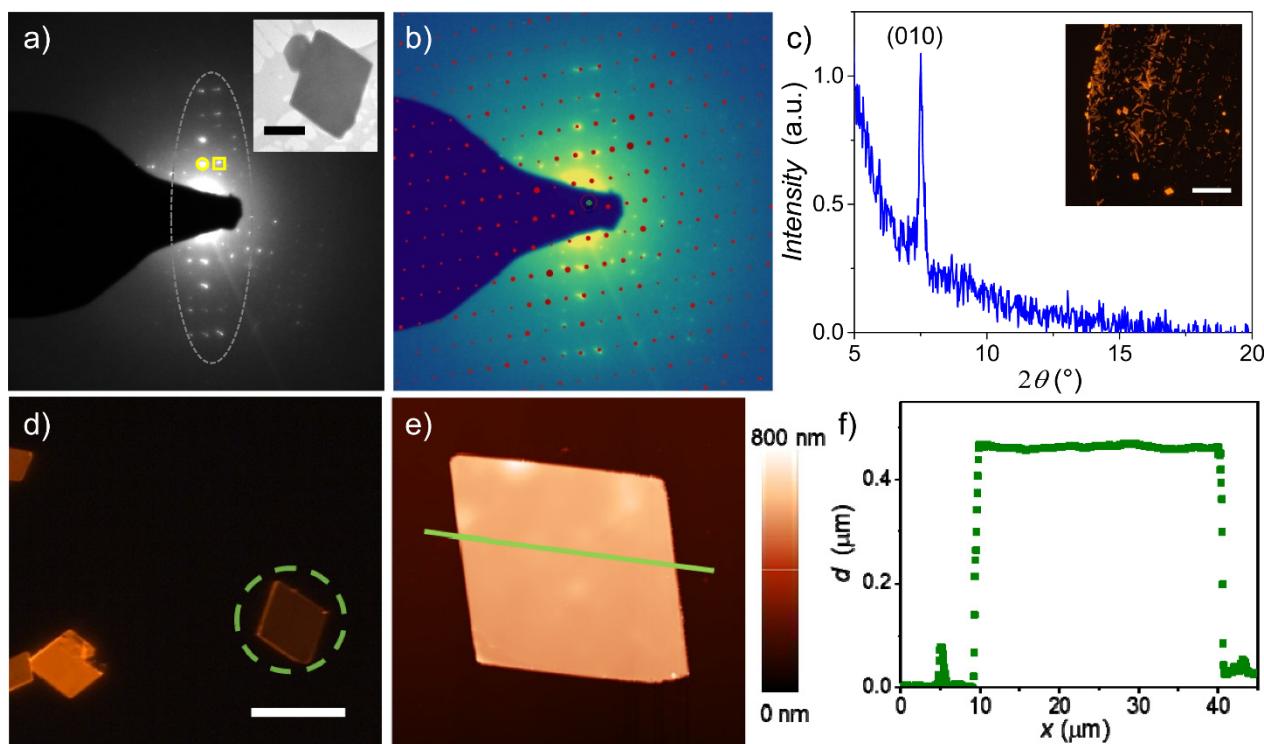 a)
b)
c)
(010)
1.0
0.5
0.0
Intensity (a.u.)
5
10
15
20
2θ (°)
d)
e)
800 nm
0 nm
f)
0.4
0.2
0.0
d (μm)
0
10
20
30
40
x (μm)